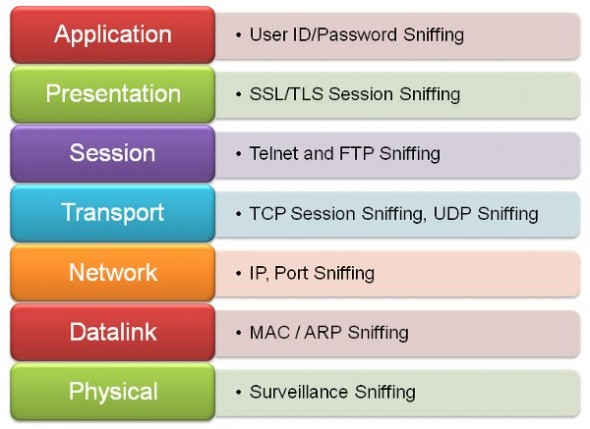 Application
• User ID/Password Sniffing
Presentation
• SSL/TLS Session Sniffing
Session
• Telnet and FTP Sniffing
Transport
• TCP Session Sniffing, UDP Sniffing
Network
• IP, Port Sniffing
Datalink
• MAC / ARP Sniffing
Physical
• Surveillance Sniffing